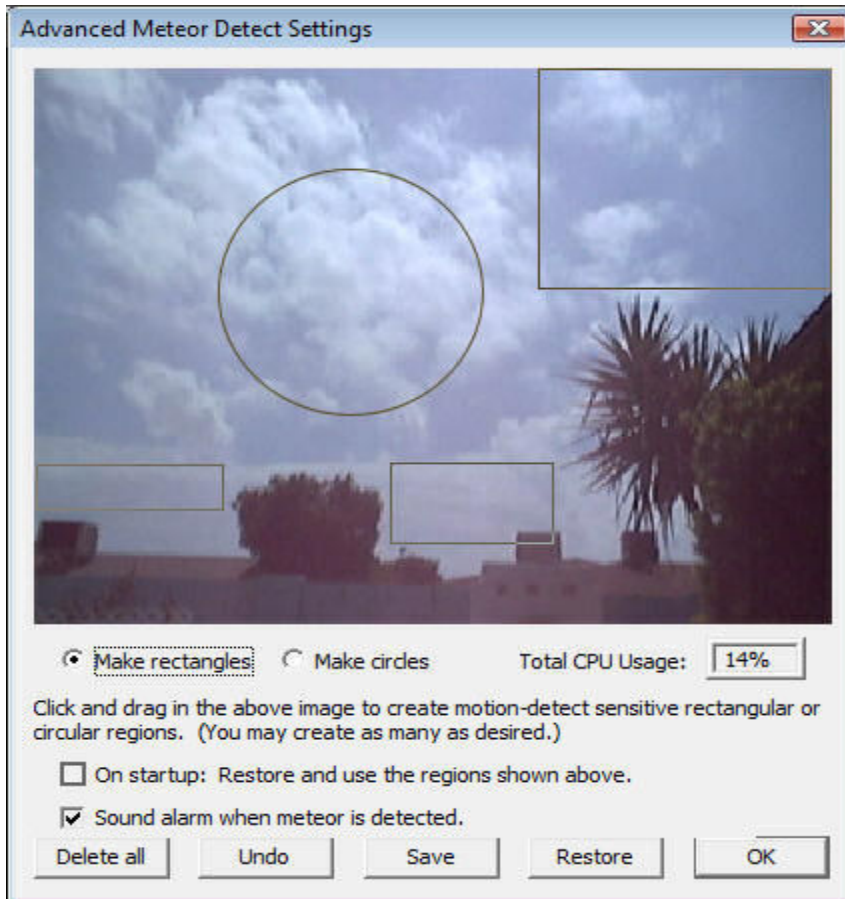 Advanced Meteor Detect Settings
Make rectangles
Make circles
Total CPU Usage:
14%
Click and drag in the above image to create motion-detect sensitive rectangular or
circular regions.  (You may create as many as desired.)
On startup:  Restore and use the regions shown above.
Sound alarm when meteor is detected.
Delete all
Undo
Save
Restore
OK